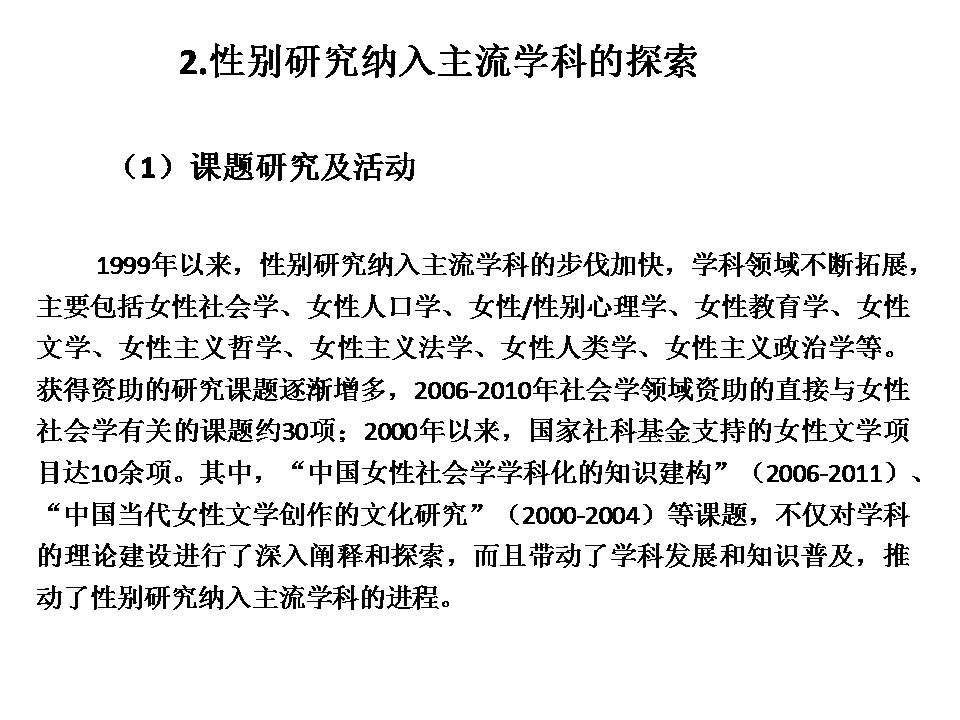 2.性别研究纳入主流学科的探索
（1）课题研究及活动
1999年以来，性别研究纳入主流学科的步伐加快，学科领域不断拓展，
主要包括女性社会学、女性人口学、女性/性别心理学、女性教育学、女性
文学、女性主义哲学、女性主义法学、女性人类学、女性主义政治学等。
获得资助的研究课题逐渐增多，2006-2010年社会学领域资助的直接与女性
社会学有关的课题约30项；2000年以来，国家社科基金支持的女性文学项
目达10余项。其中，“中国女性社会学学科化的知识建构”（2006-2011）、
“中国当代女性文学创作的文化研究”（2000-2004）等课题，不仅对学科
的理论建设进行了深入阐释和探索，而且带动了学科发展和知识普及，推
动了性别研究纳入主流学科的进程。